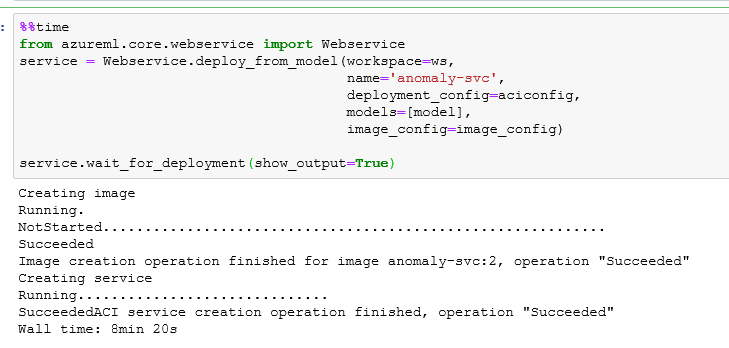 :
%%time
from azureml.core.webservice import Webservice
service = Webservice.deploy_from_model(workspace=ws,
name='anomaly-svc',
deployment_config=aciconfig,
models=[model],
image_config=image_config)
service.wait_for_deployment(show_output=True)
Creating image
Running.
NotStarted............................................................
Succeeded
Image creation operation finished for image anomaly-svc:2, operation "Succeeded"
Creating service
Running..............................
SucceededACI service creation operation finished, operation "Succeeded"
Wall time: 8min 20s